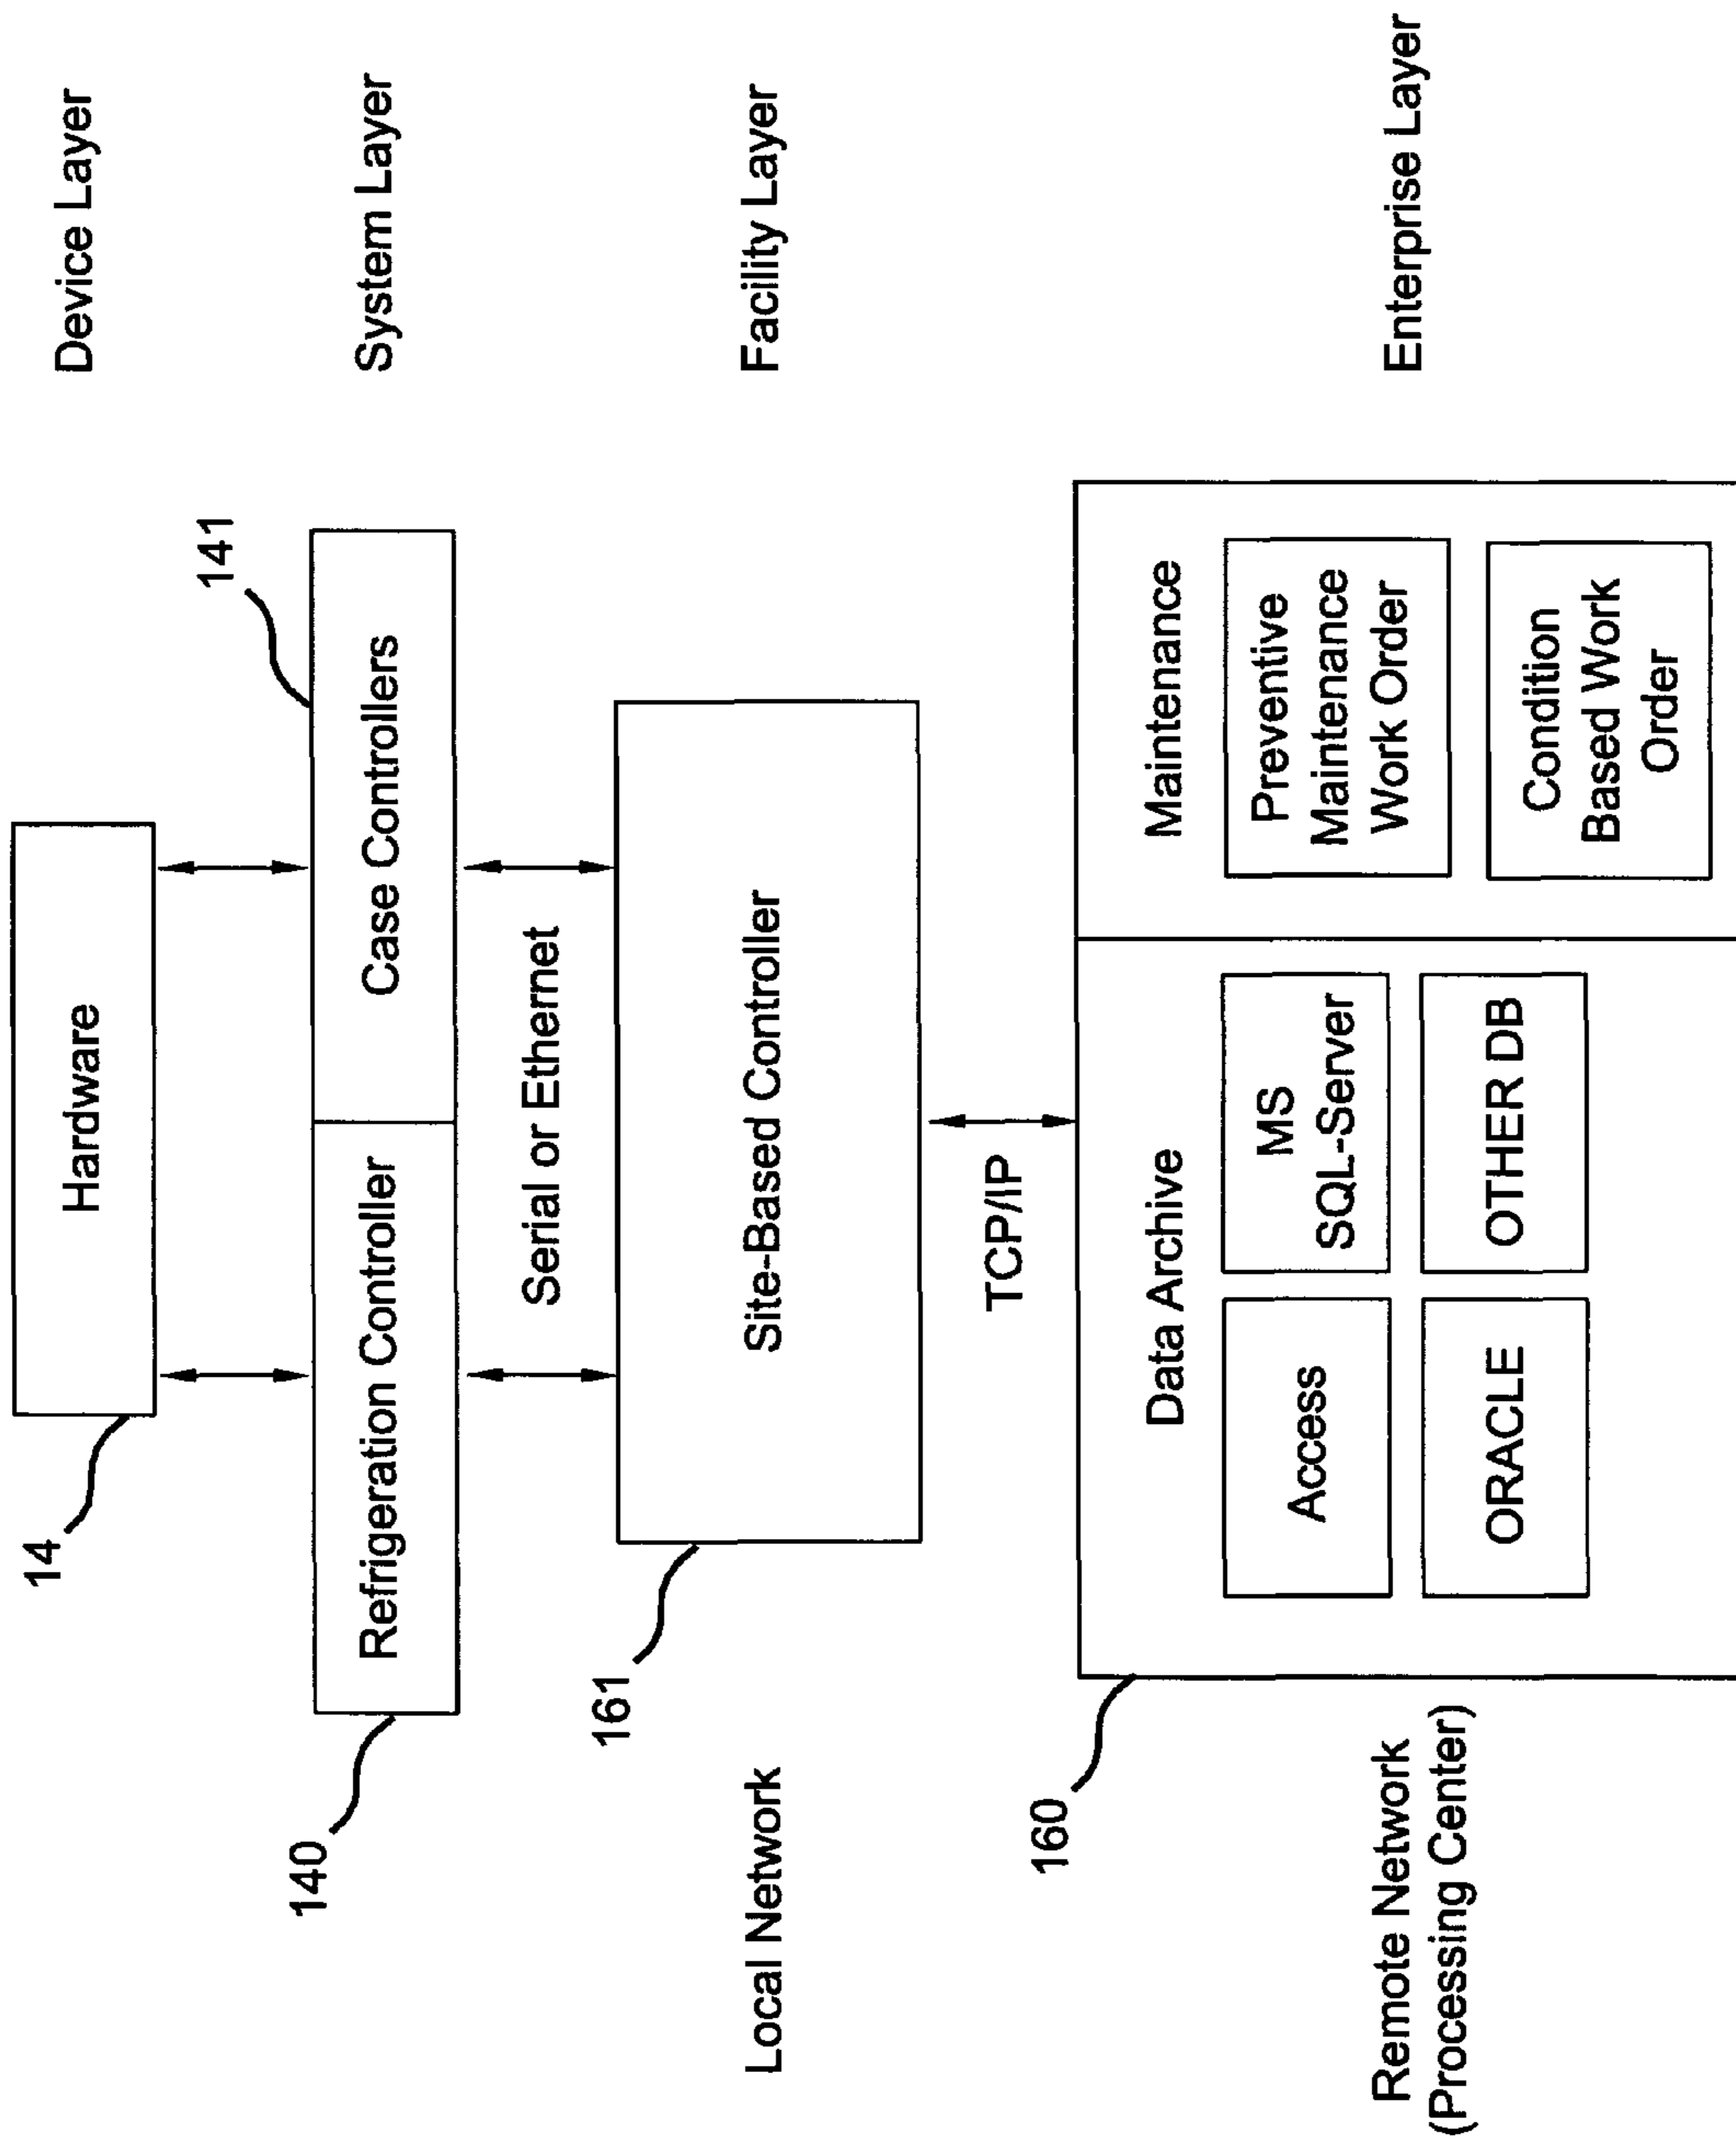 Device Layer
14
Hardware
System Layer
140
Refrigeration Controller
Case Controllers
141
Serial or Ethernet
Local Network
161
Site-Based Controller
Facility Layer
TCP/IP
160
Remote Network
(Processing Center)
Data Archive
Access
MS
SQL-Server
ORACLE
OTHER DB
Maintenance
Preventive
Maintenance
Work Order
Condition
Based Work
Order
Enterprise Layer